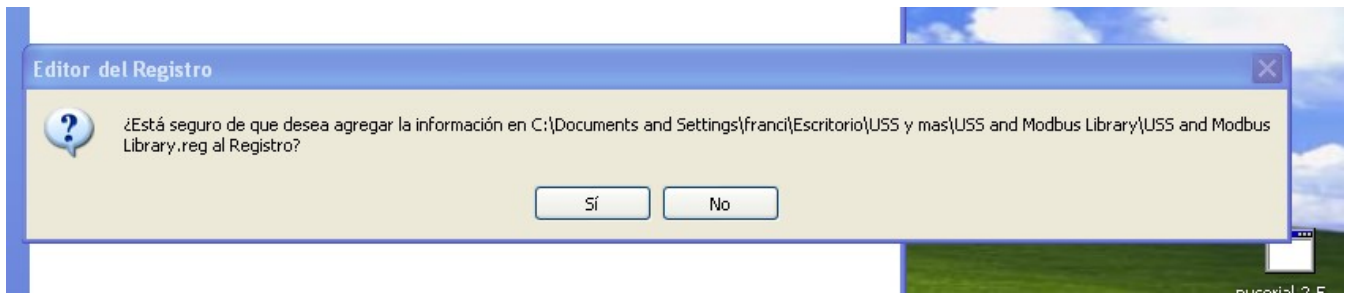 Editor del Registro
¿Está seguro de que desea agregar la información en C:\Documents and Settings\franci\Escritorio\USS y mas\USS and Modbus Library\USS and Modbus
Library.reg al Registro?
Sí
No